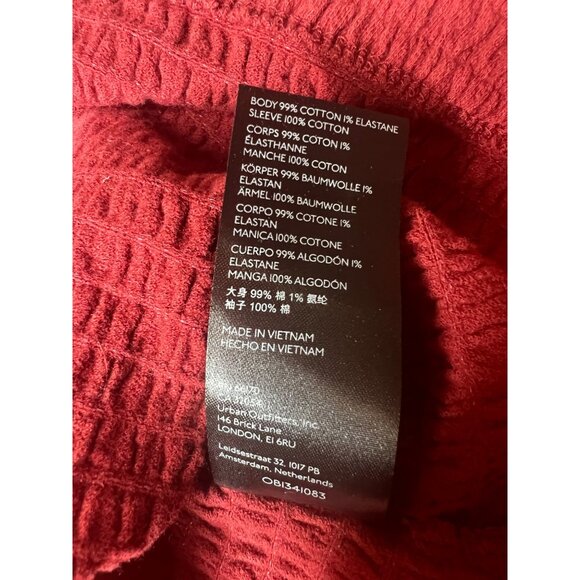 BODY 99% COTTON 1% ELASTANE
SLEEVE 100% COTTON
CORPS 99% COTON 1%
ÉLASTHANNE
MANCHE 100% COTON
KÖRPER 99% BAUMWOLLE 1%
ELASTAN
ÄRMEL 100% BAUMWOLLE
CORPO 99% COTONE 1%
ELASTAN
MANICA 100% COTONE
CUERPO 99% ALGODÓN 1%
ELASTANE
MANGA 100% ALGODÓN
大身 99% 棉 1% 氨纶
袖子 100% 棉
MADE IN VIETNAM
HECHO EN VIETNAM
66170
CA 32054
Urban Outfitters, Inc.
146 Brick Lane
LONDON, E1 6RU
Leidsestraat 32, 1017 PB
Amsterdam, Netherlands
OB1341083